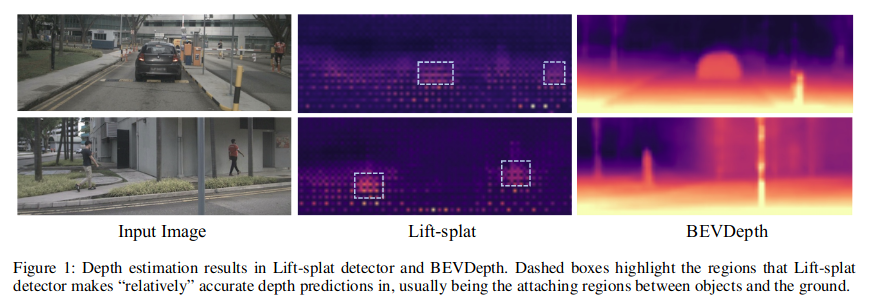 Input Image
Lift-splat
BEVDepth
Figure 1: Depth estimation results in Lift-splat detector and BEVDepth. Dashed boxes highlight the regions that Lift-splat
detector makes “relatively” accurate depth predictions in, usually being the attaching regions between objects and the ground.